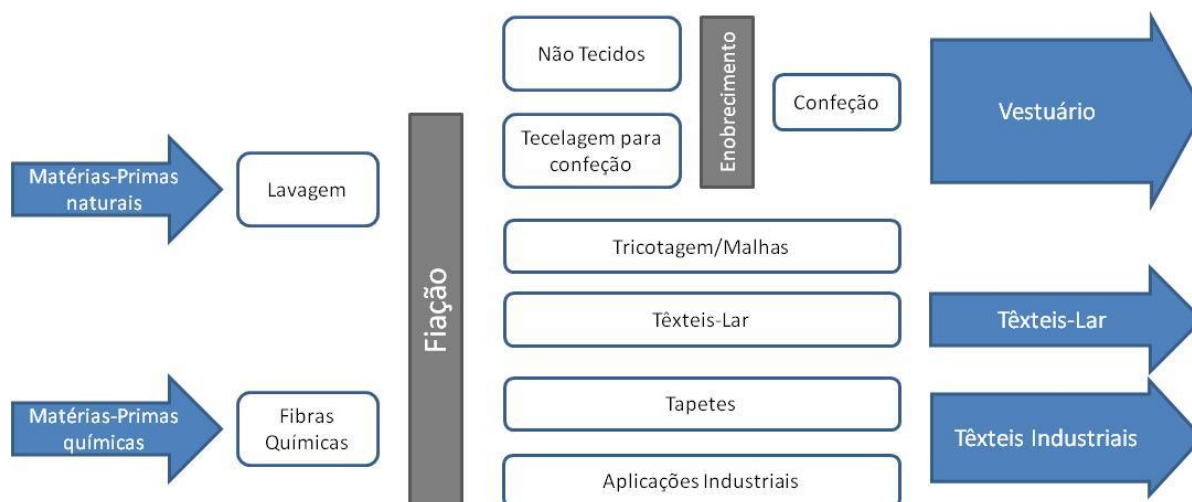 Matérias-Primas
naturais
Lavagem
Matérias-Primas
químicas
Fibras
Químicas
Fiação
Não Tecidos
Tecelagem para
confeção
Enobrecimento
Confeção
Tricotagem/Malhas
Têxteis-Lar
Tapetes
Aplicações Industriais
Vestuário
Têxteis-Lar
Têxteis Industriais